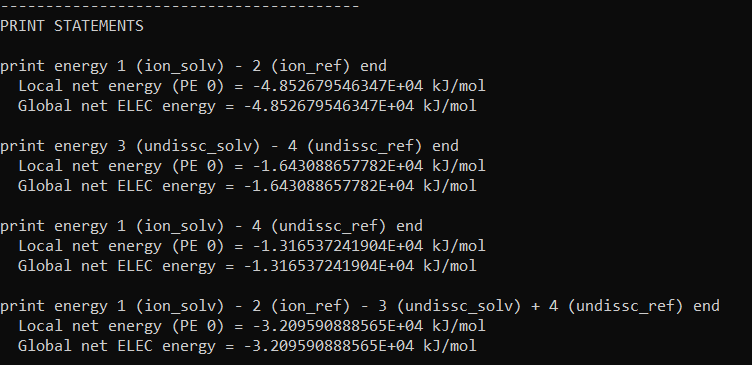 ----------------------------------------
PRINT STATEMENTS
print energy 1 (ion_solv) - 2 (ion_ref) end
Local net energy (PE 0) = -4.852679546347E+04 kJ/mol
Global net ELEC energy = -4.852679546347E+04 kJ/mol
print energy 3 (undissc_solv) - 4 (undissc_ref) end
Local net energy (PE 0) = -1.643088657782E+04 kJ/mol
Global net ELEC energy = -1.643088657782E+04 kJ/mol
print energy 1 (ion_solv) - 4 (undissc_ref) end
Local net energy (PE 0) = -1.316537241904E+04 kJ/mol
Global net ELEC energy = -1.316537241904E+04 kJ/mol
print energy 1 (ion_solv) - 2 (ion_ref) - 3 (undissc_solv) + 4 (undissc_ref) end
Local net energy (PE 0) = -3.209590888565E+04 kJ/mol
Global net ELEC energy = -3.209590888565E+04 kJ/mol